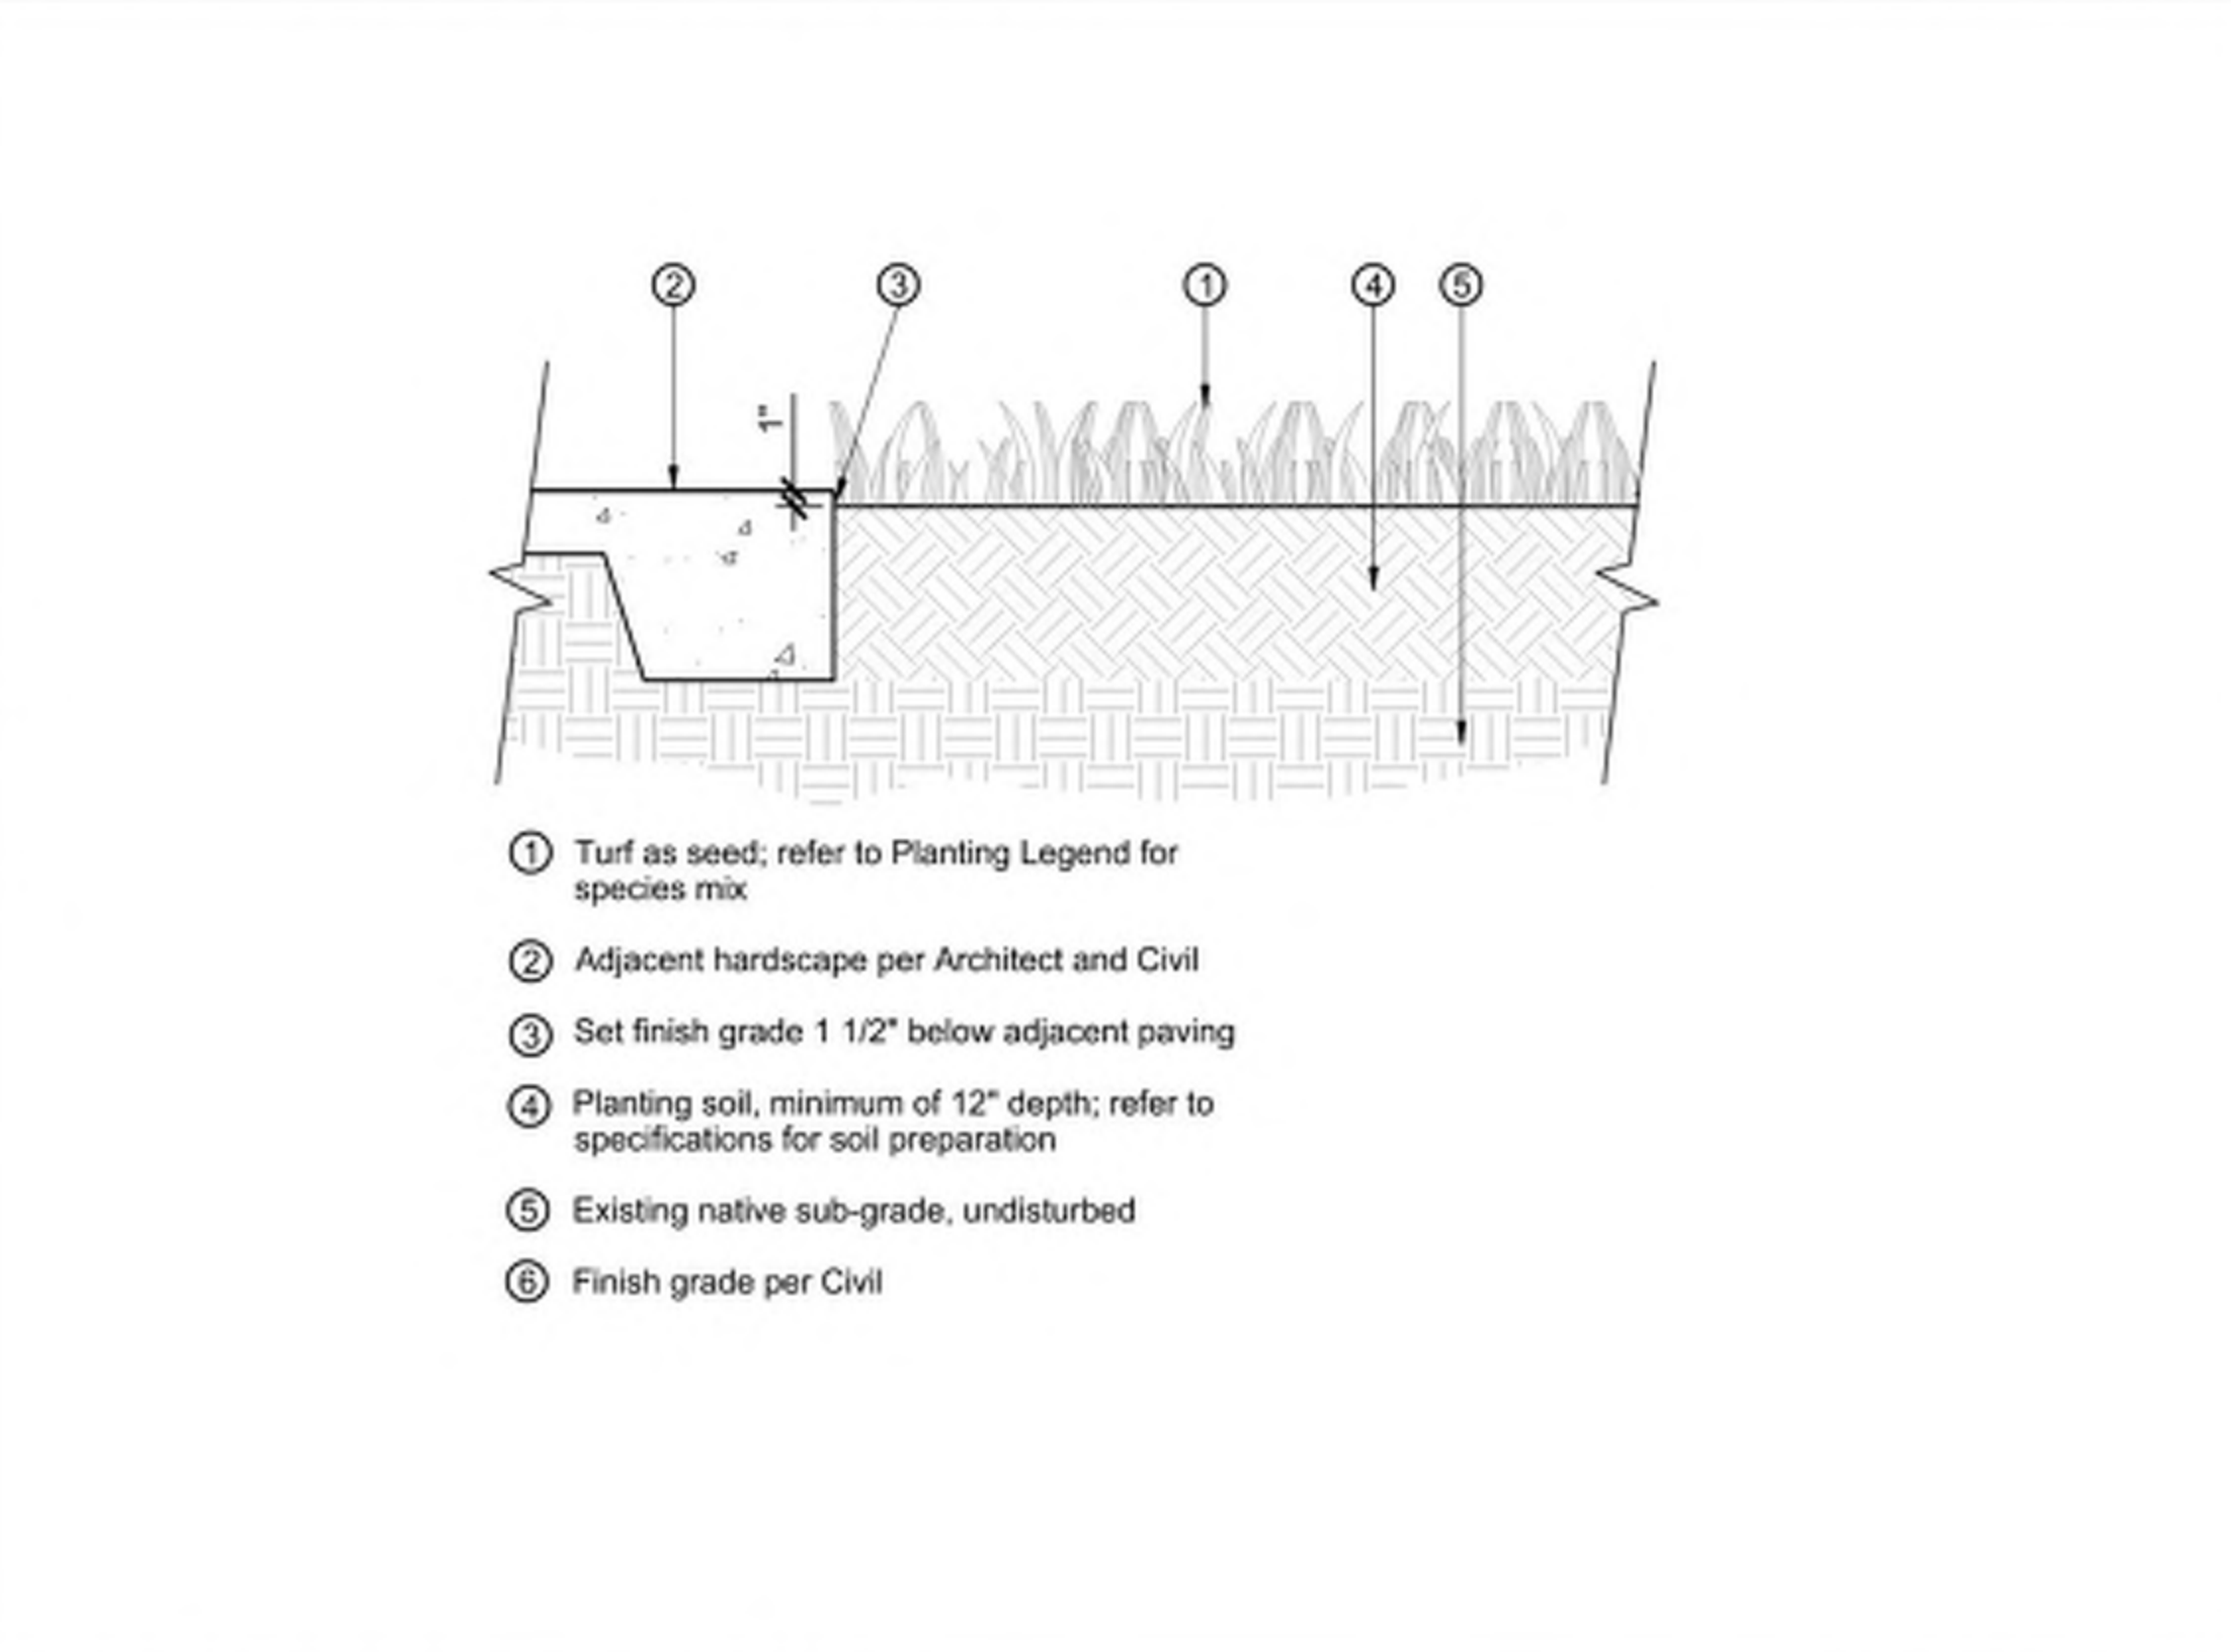 2 3 1 4 5
1"
1 Turf as seed; refer to Planting Legend for
species mix
2 Adjacent hardscape per Architect and Civil
3 Set finish grade 1 1/2" below adjacent paving
4 Planting soil, minimum of 12" depth; refer to
specifications for soil preparation
5 Existing native sub-grade, undisturbed
6 Finish grade per Civil